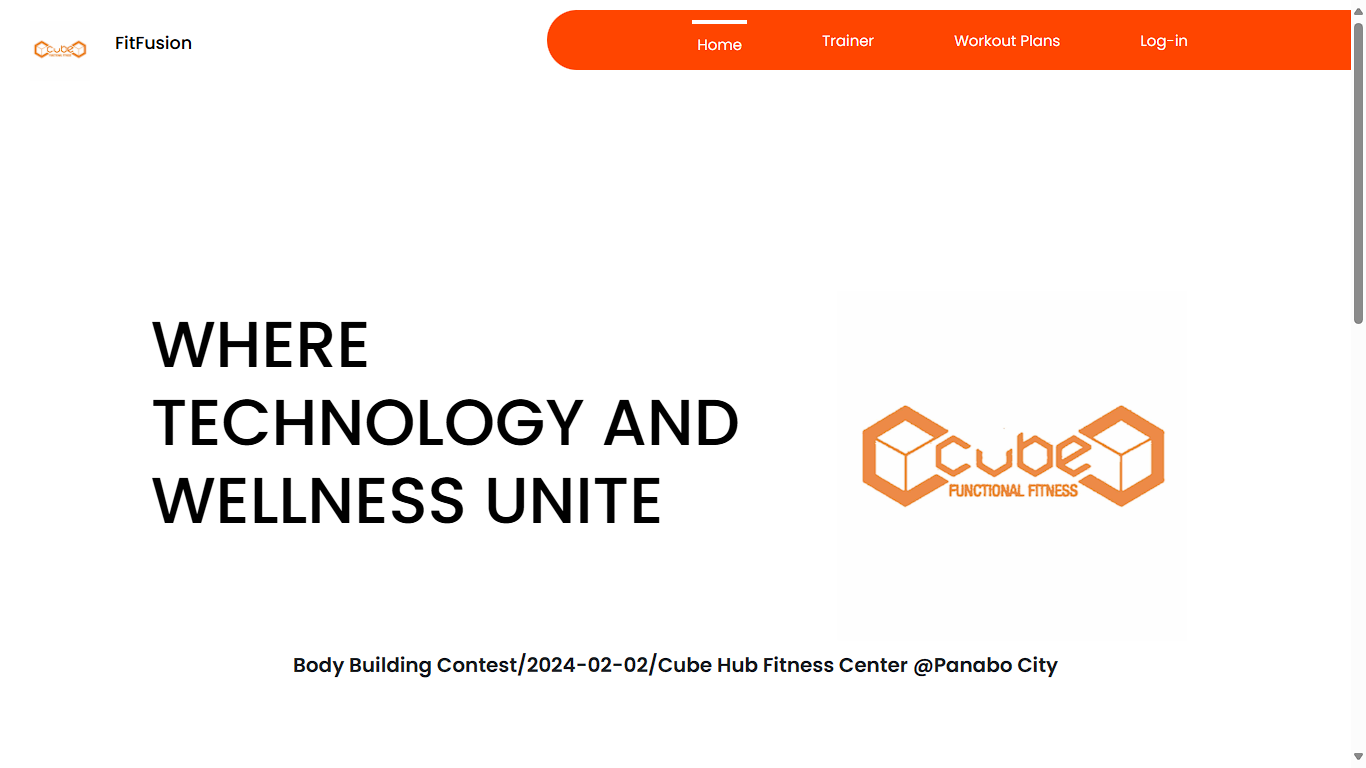 cube
FitFusion
Home
Trainer
Workout Plans
Log-in
WHERE
TECHNOLOGY AND
WELLNESS UNITE
cube
FUNCTIONAL FITNESS
Body Building Contest/2024-02-02/Cube Hub Fitness Center @Panabo City